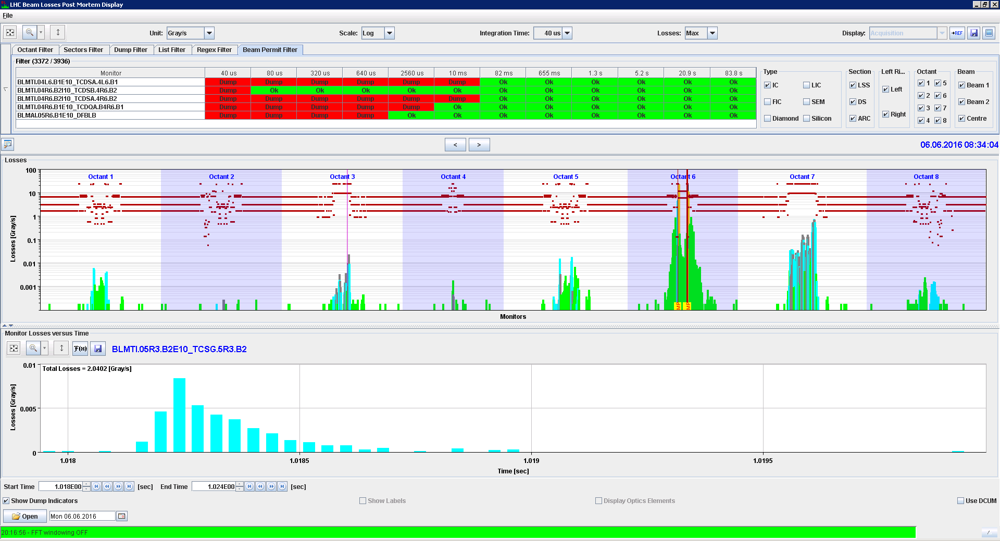 LHC Beam Losses Post Mortem Display
File
Unit: Gray/s Scale: Log Integration Time: 40 us Losses: Max Display: Acquisition →REF
Octant Filter Sectors Filter Dump Filter List Filter Regex Filter Beam Permit Filter
Filter (3372 / 3936)
Monitor 40 us 80 us 320 us 640 us 2560 us 10 ms 82 ms 655 ms 1.3 s 5.2 s 20.9 s 83.8 s
BLMTI.04L6.B1E10_TCDSA.4L6.B1 Dump Dump Dump Dump Dump Dump Ok Ok Ok Ok Ok Ok
BLMTI.04R6.B2I10_TCDSB.4R6.B2 Dump Ok Ok Ok Ok Ok Ok Ok Ok Ok Ok Ok
BLMTI.04R6.B2I10_TCDSA.4R6.B2 Dump Dump Dump Dump Dump Dump Ok Ok Ok Ok Ok Ok
BLMTI.04R6.B1E10_TCDQA.B4R6.B1 Dump Dump Dump Dump Dump Ok Ok Ok Ok Ok Ok Ok
BLMAI.05R6.B1E10_DFBLB Dump Dump Dump Dump Ok Ok Ok Ok Ok Ok Ok Ok
Type Section Left Ri... Octant Beam
IC LIC LSS Left 1 5 Beam 1
FIC SEM DS 2 6 Beam 2
Diamond Silicon ARC Right 3 7 Centre
4 8
< >
06.06.2016 08:34:04
Losses
Octant 1 Octant 2 Octant 3 Octant 4 Octant 5 Octant 6 Octant 7 Octant 8
Losses [Gray/s]
100
10
1
0.1
0.01
0.001
MP MP
Monitors
Monitor Losses versus Time
F(x) BLMTI.05R3.B2E10_TCSG.5R3.B2
Total Losses = 2.0402 [Gray/s]
Losses [Gray/s]
0.01
0.005
0
1.018 1.0185 1.019 1.0195
Time [sec]
Start Time 1.018E00 [sec] End Time 1.024E00 [sec]
Show Dump Indicators Show Labels Display Optics Elements Use DCUM
Open Mon 06.06.2016
20:16:56 - FFT windowing OFF